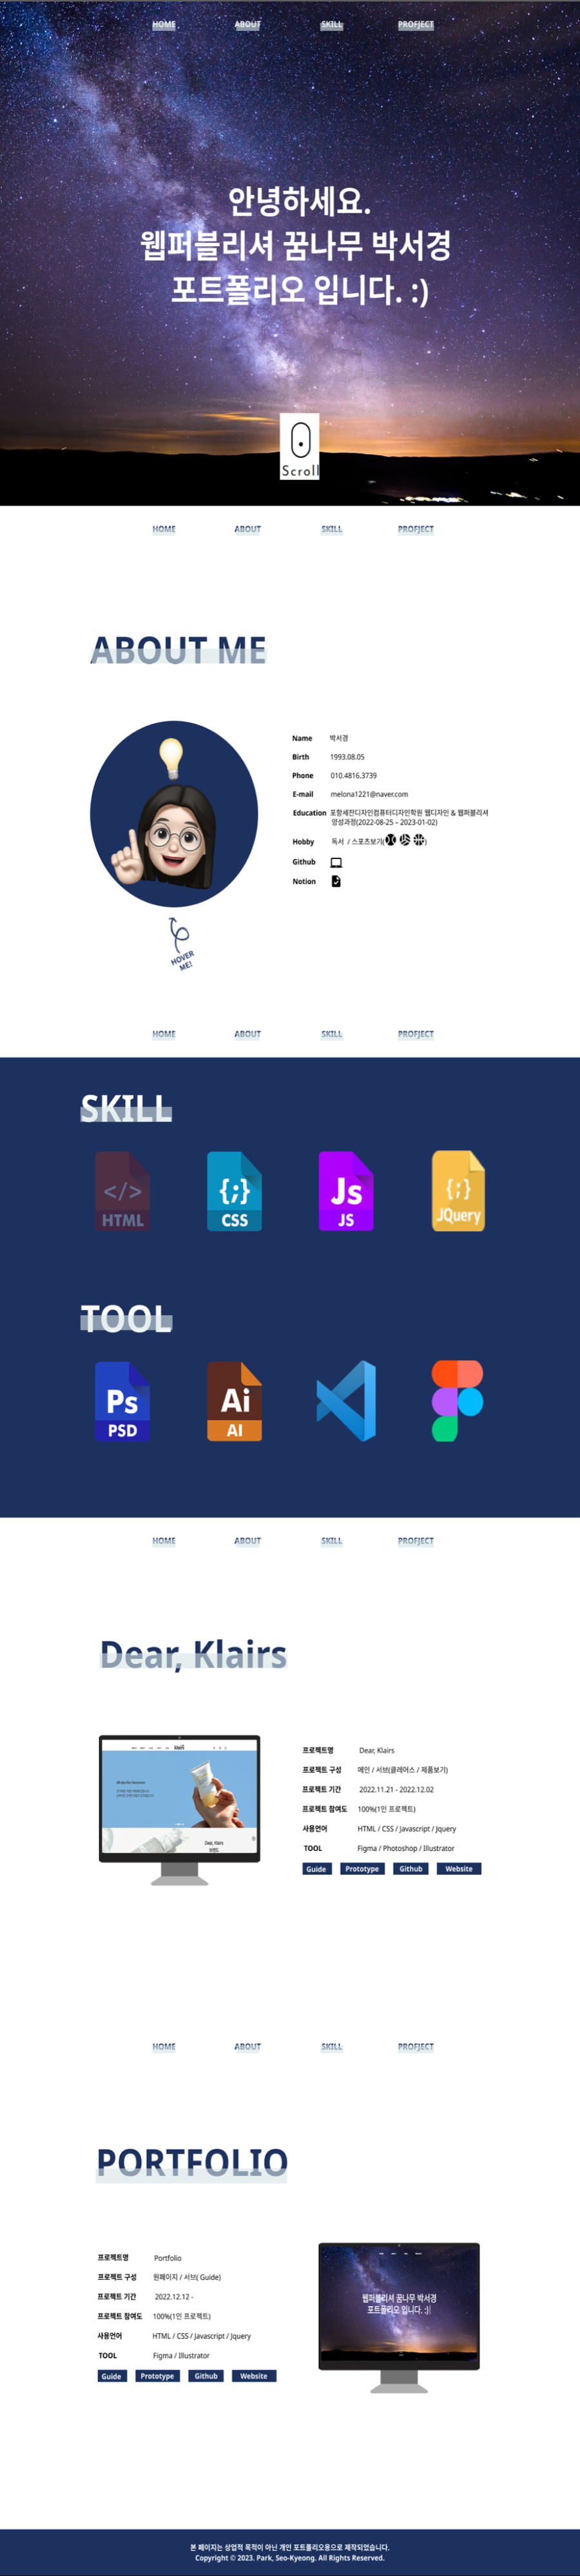 HOME ABOUT SKILL PROFJECT
안녕하세요.
웹퍼블리셔 꿈나무 박서경
포트폴리오 입니다. :)
Scroll
HOME ABOUT SKILL PROFJECT
ABOUT ME
Name 박서경
Birth 1993.08.05
Phone 010.4816.3739
E-mail melona1221@naver.com
Education 포항세잔디자인컴퓨터디자인학원 웹디자인 & 웹퍼블리셔
양성과정(2022-08-25 – 2023-01-02)
Hobby 독서 / 스포츠보기( )
Github
Notion
HOVER
ME!
HOME ABOUT SKILL PROFJECT
SKILL
</> {;} Js {;}
HTML CSS JS JQuery
TOOL
Ps Ai
PSD AI
HOME ABOUT SKILL PROFJECT
Dear, Klairs
프로젝트명 Dear, Klairs
프로젝트 구성 메인 / 서브(클레어스 / 제품보기)
프로젝트 기간 2022.11.21 - 2022.12.02
프로젝트 참여도 100%(1인 프로젝트)
사용언어 HTML / CSS / Javascript / Jquery
TOOL Figma / Photoshop / Illustrator
Guide Prototype Github Website
klairs
Dear, Klairs
HOME ABOUT SKILL PROFJECT
PORTFOLIO
프로젝트명 Portfolio
프로젝트 구성 원페이지 / 서브( Guide)
프로젝트 기간 2022.12.12 -
프로젝트 참여도 100%(1인 프로젝트)
사용언어 HTML / CSS / Javascript / Jquery
TOOL Figma / Illustrator
Guide Prototype Github Website
웹퍼블리셔 꿈나무 박서경
포트폴리오 입니다. :)|
본 페이지는 상업적 목적이 아닌 개인 포트폴리오용으로 제작되었습니다.
Copyright © 2023. Park, Seo-Kyeong. All Rights Reserved.